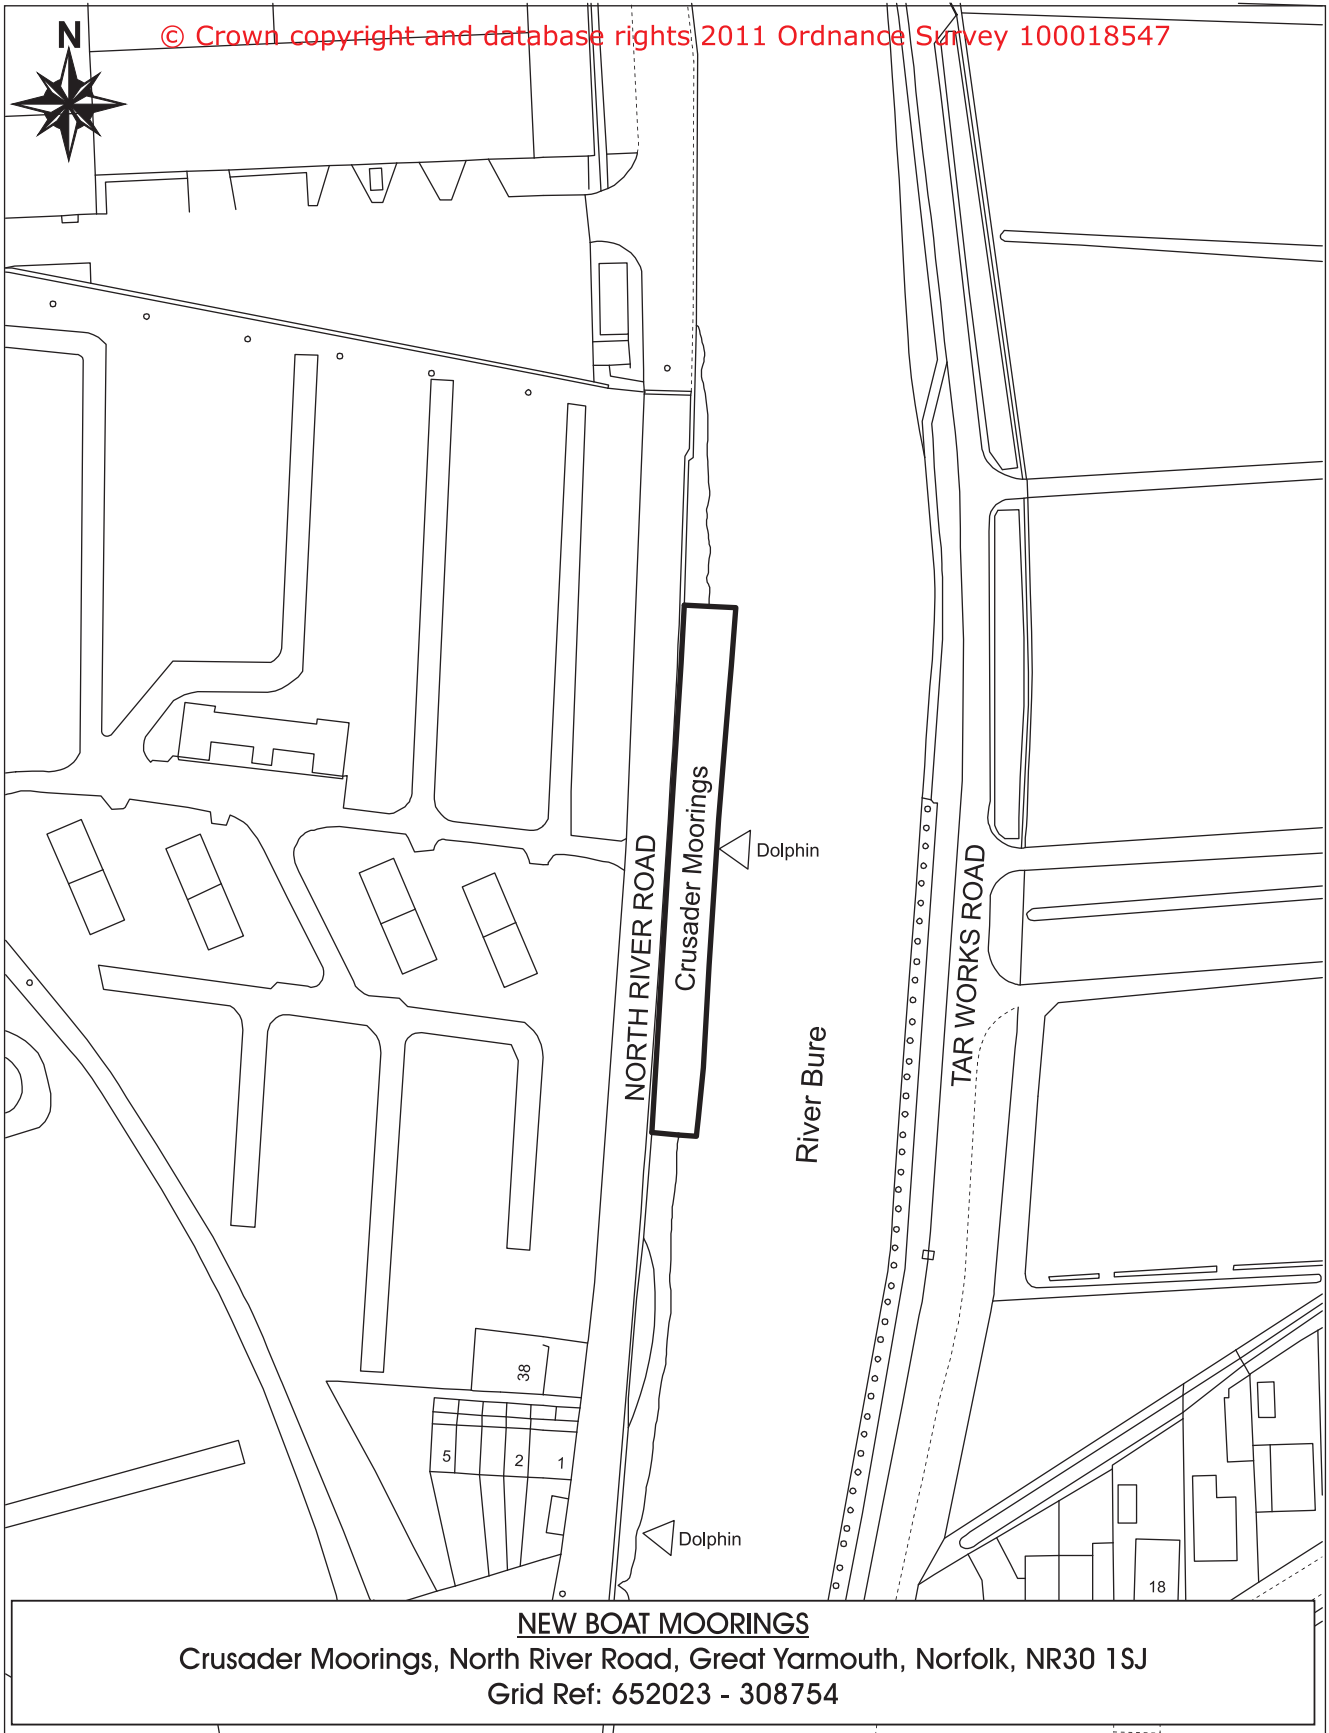 N
© Crown copyright and database rights 2011 Ordnance Survey 100018547
Crusader Moorings
Dolphin
NORTH RIVER ROAD
TAR WORKS ROAD
River Bure
38
5
2
1
Dolphin
18
NEW BOAT MOORINGS
Crusader Moorings, North River Road, Great Yarmouth, Norfolk, NR30 1SJ
Grid Ref: 652023 - 308754